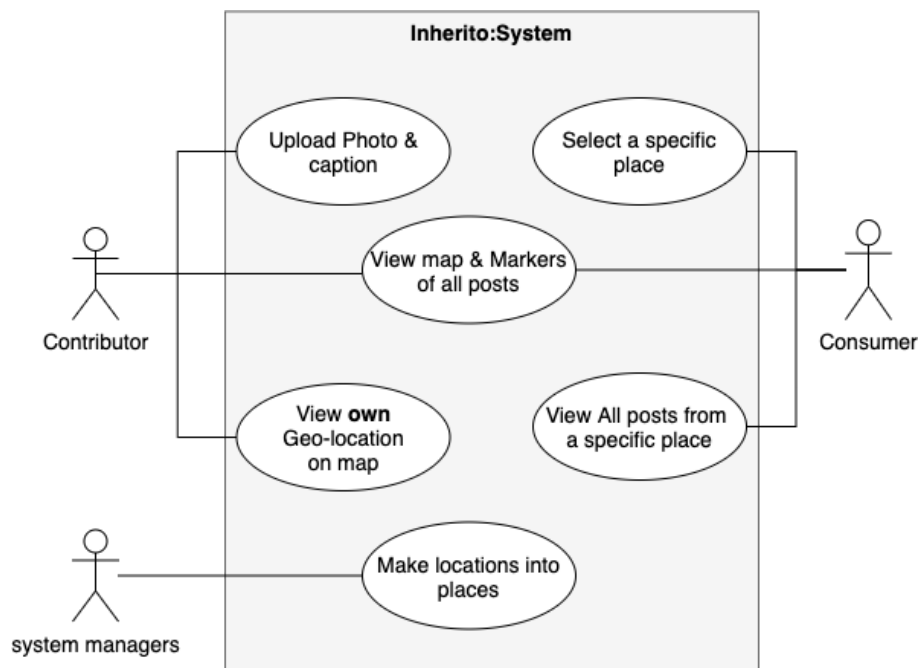 Inherito:System
Upload Photo &
caption
Select a specific
place
View map & Markers
of all posts
Contributor
Consumer
View own
Geo-location
on map
View All posts from
a specific place
Make locations into
places
system managers